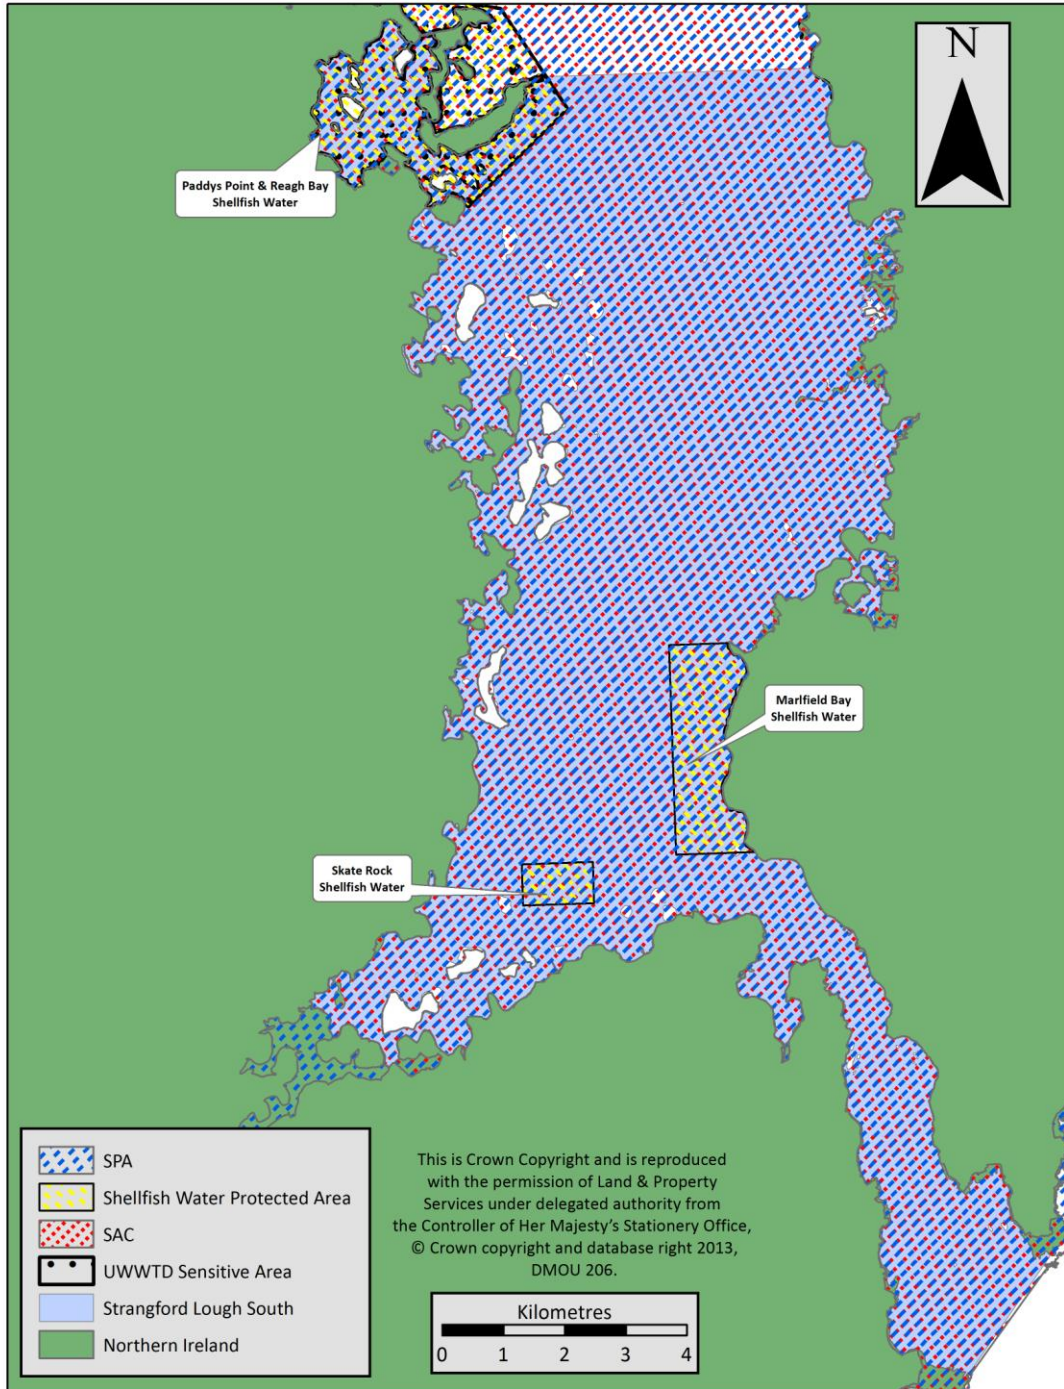 N
Paddys Point & Reagh Bay
Shellfish Water
Marlfield Bay
Shellfish Water
Skate Rock
Shellfish Water
SPA
Shellfish Water Protected Area
SAC
UWWTD Sensitive Area
Strangford Lough South
Northern Ireland
This is Crown Copyright and is reproduced
with the permission of Land & Property
Services under delegated authority from
the Controller of Her Majesty's Stationery Office,
© Crown copyright and database right 2013,
DMOU 206.
Kilometres
0 1 2 3 4